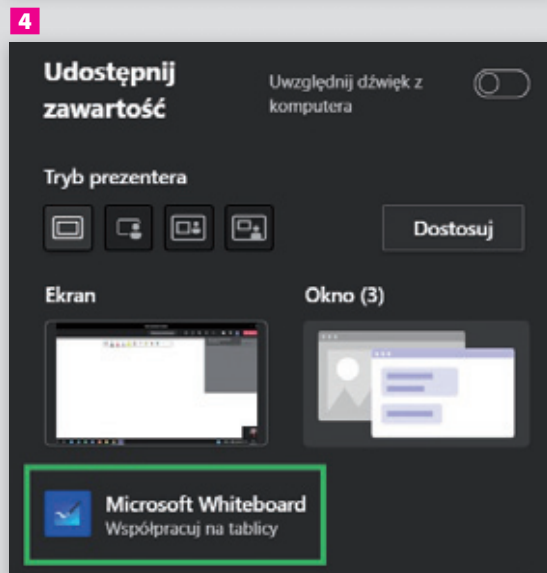 4
Udostępnij
zawartość
Uwzględnij dźwięk z
komputera
Tryb prezentera
Dostosuj
Ekran
Okno (3)
Microsoft Whiteboard
Współpracuj na tablicy